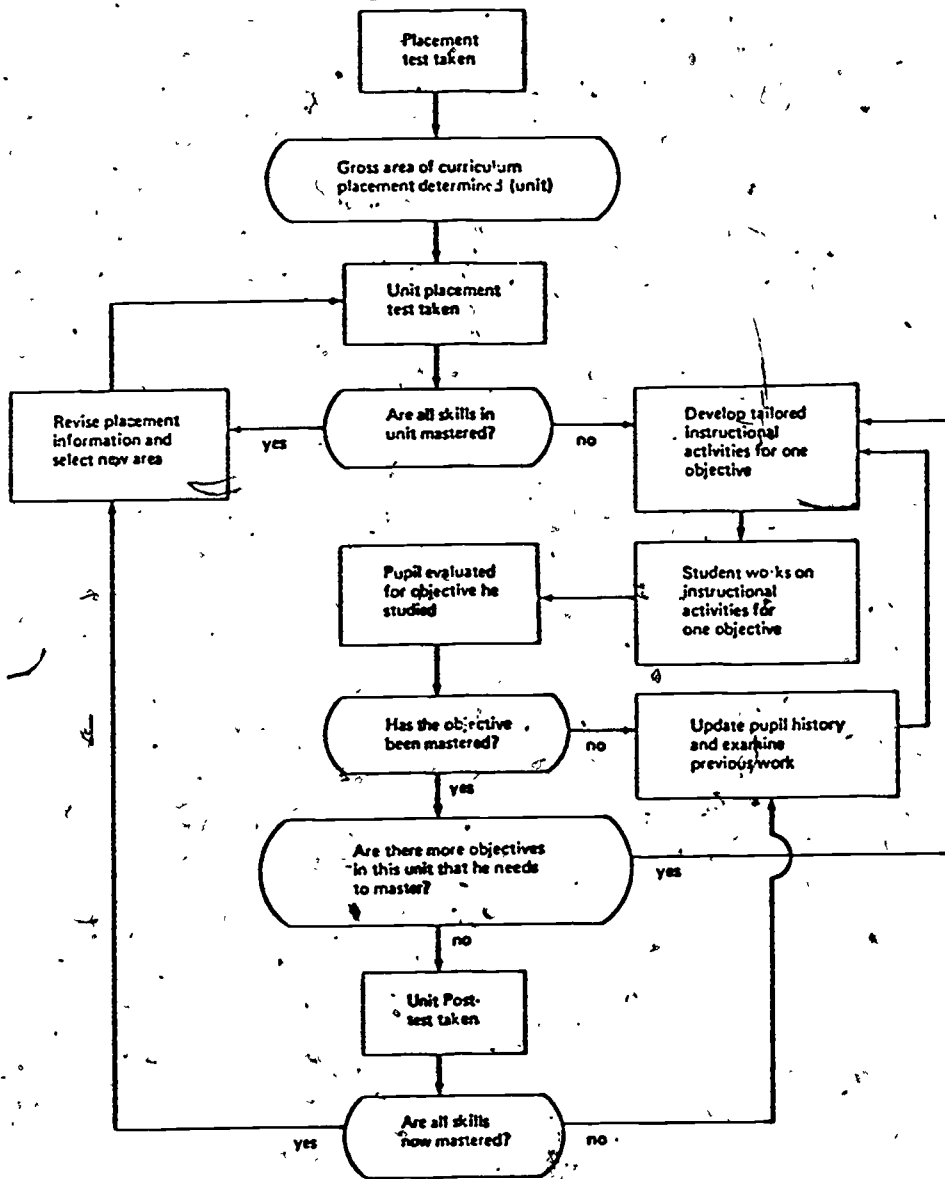 Placement
test taken
Gross area of curriculum
placement determined (unit)
Unit placement
test taken
Revise placement
information and
select new area
yes
Are all skills in
unit mastered?
no
Develop tailored
instructional
activities for one
objective
Pupil evaluated
for objective he
studied
Student works on
instructional
activities for
one objective
Has the objective
been mastered?
no
Update pupil history
and examine
previous work
yes
Are there more objectives
in this unit that he needs
to master?
yes
no
Unit Post-
test taken
yes
Are all skills
now mastered?
no